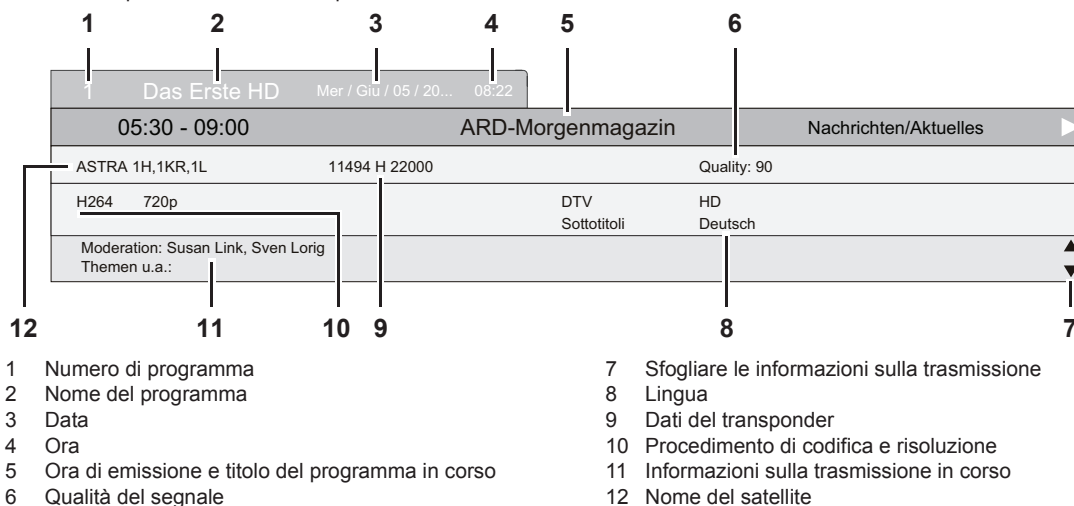 1 2 3 4 5 6
1 Das Erste HD Mer / Giu / 05 / 20... 08:22
05:30 - 09:00 ARD-Morgenmagazin Nachrichten/Aktuelles
ASTRA 1H,1KR,1L 11494 H 22000 Quality: 90
H264 720p DTV HD
Sottotitoli Deutsch
Moderation: Susan Link, Sven Lorig
Themen u.a.:
12 11 10 9 8 7
1 Numero di programma
2 Nome del programma
3 Data
4 Ora
5 Ora di emissione e titolo del programma in corso
6 Qualità del segnale
7 Sfogliare le informazioni sulla trasmissione
8 Lingua
9 Dati del transponder
10 Procedimento di codifica e risoluzione
11 Informazioni sulla trasmissione in corso
12 Nome del satellite